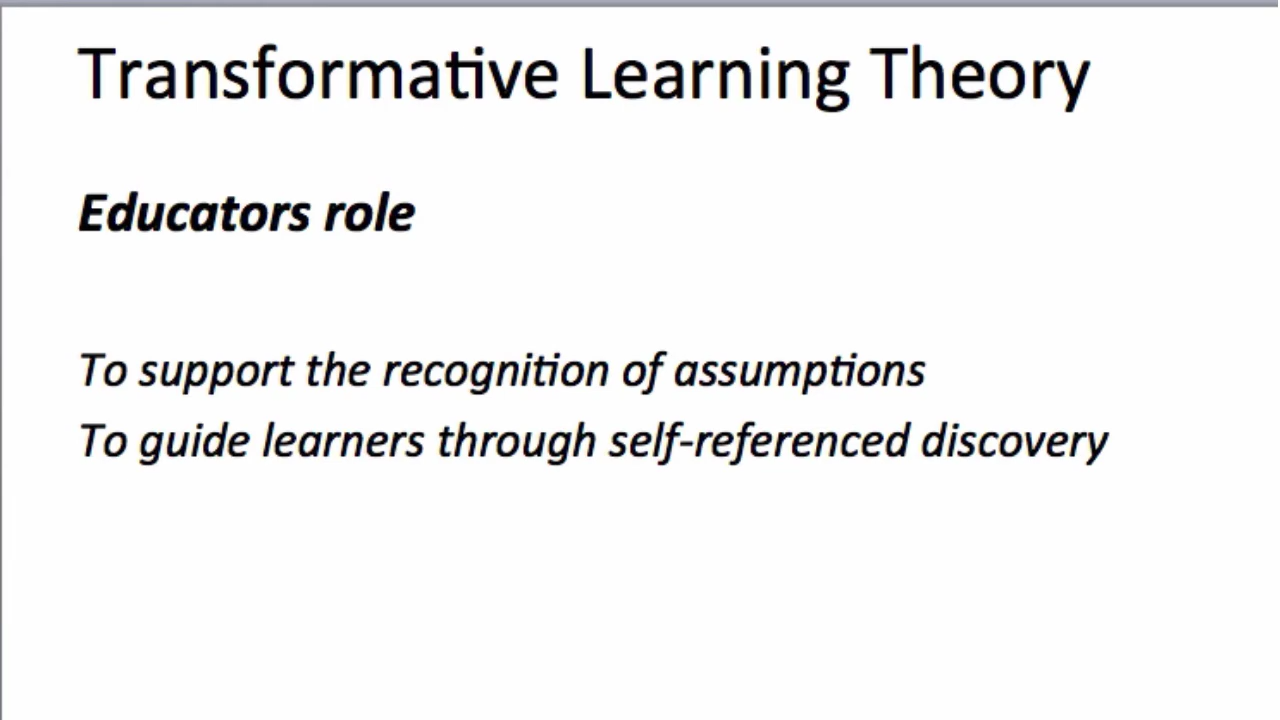 Transformative Learning Theory
Educators role
To support the recognition of assumptions
To guide learners through self-referenced discovery